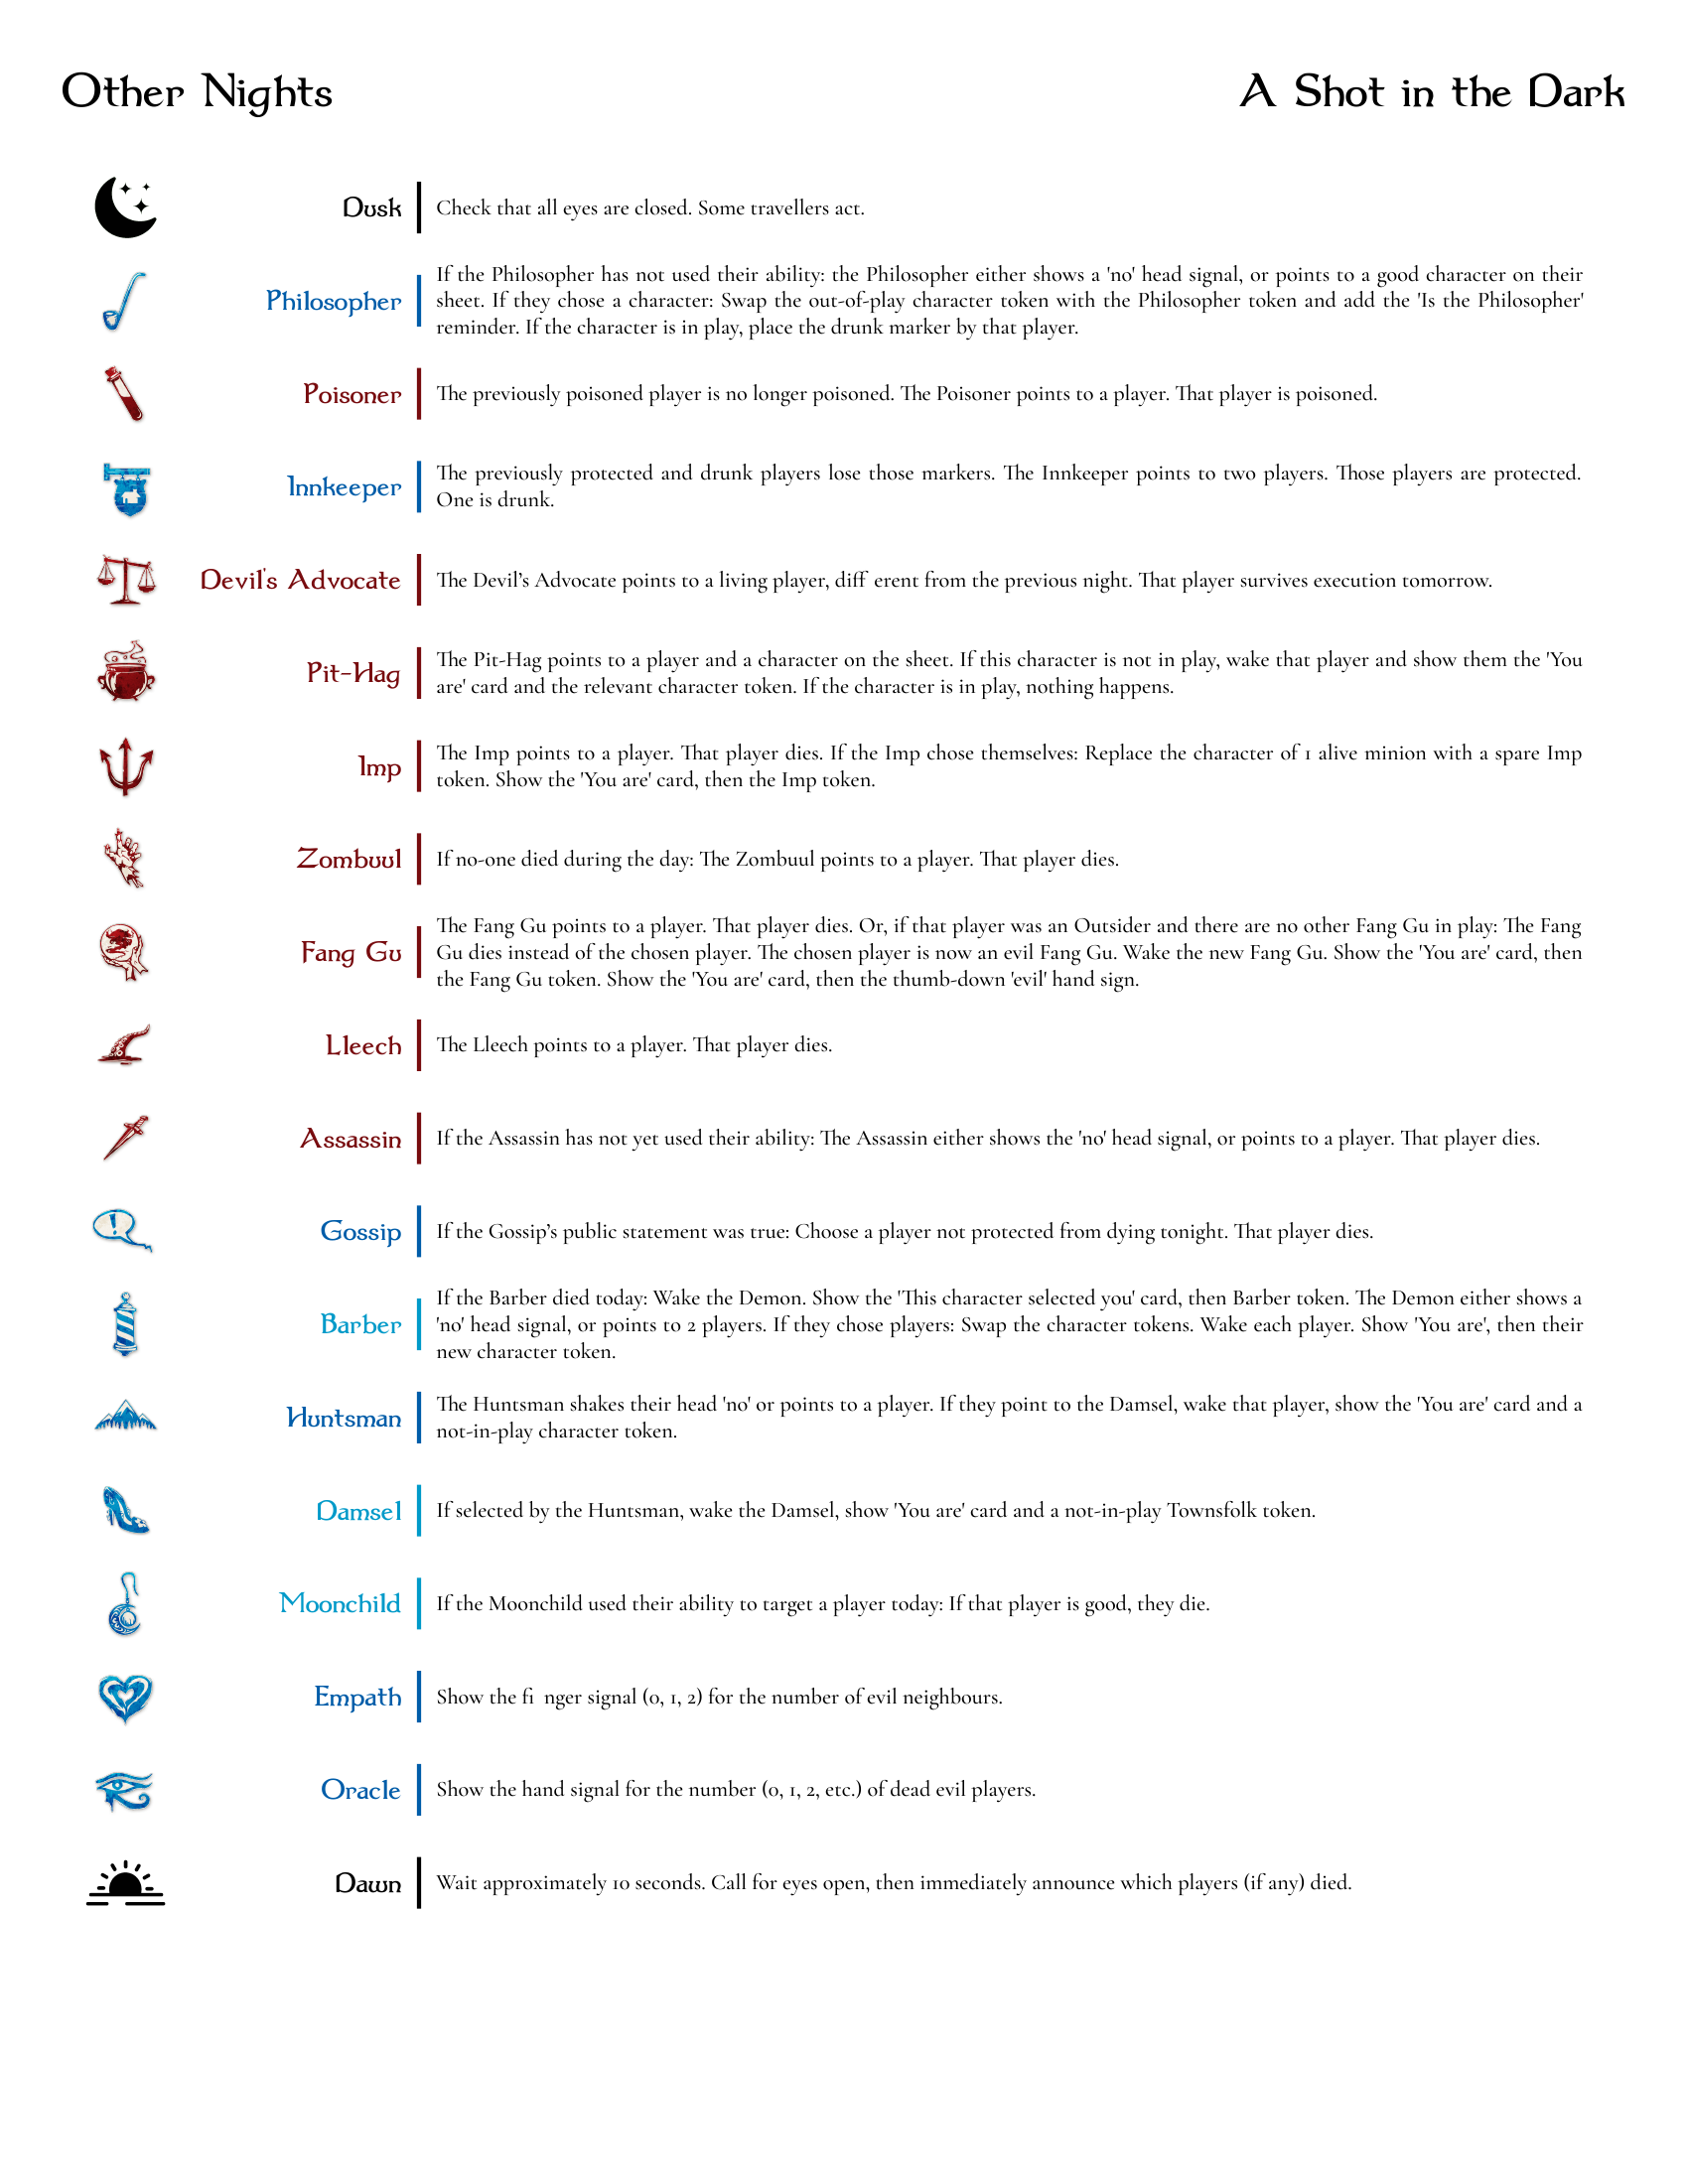 Other Nights
A Shot in the Dark
Dusk
Check that all eyes are closed. Some travellers act.
Philosopher
If the Philosopher has not used their ability: the Philosopher either shows a 'no' head signal, or points to a good character on their
sheet. If they chose a character: Swap the out-of-play character token with the Philosopher token and add the 'Is the Philosopher'
reminder. If the character is in play, place the drunk marker by that player.
Poisoner
The previously poisoned player is no longer poisoned. The Poisoner points to a player. That player is poisoned.
Innkeeper
The previously protected and drunk players lose those markers. The Innkeeper points to two players. Those players are protected.
One is drunk.
Devil's Advocate
The Devil’s Advocate points to a living player, diff erent from the previous night. That player survives execution tomorrow.
Pit-Hag
The Pit-Hag points to a player and a character on the sheet. If this character is not in play, wake that player and show them the 'You
are' card and the relevant character token. If the character is in play, nothing happens.
Imp
The Imp points to a player. That player dies. If the Imp chose themselves: Replace the character of 1 alive minion with a spare Imp
token. Show the 'You are' card, then the Imp token.
Zombuul
If no-one died during the day: The Zombuul points to a player. That player dies.
Fang Gu
The Fang Gu points to a player. That player dies. Or, if that player was an Outsider and there are no other Fang Gu in play: The Fang
Gu dies instead of the chosen player. The chosen player is now an evil Fang Gu. Wake the new Fang Gu. Show the 'You are' card, then
the Fang Gu token. Show the 'You are' card, then the thumb-down 'evil' hand sign.
Lleech
The Lleech points to a player. That player dies.
Assassin
If the Assassin has not yet used their ability: The Assassin either shows the 'no' head signal, or points to a player. That player dies.
Gossip
If the Gossip’s public statement was true: Choose a player not protected from dying tonight. That player dies.
Barber
If the Barber died today: Wake the Demon. Show the 'This character selected you' card, then Barber token. The Demon either shows a
'no' head signal, or points to 2 players. If they chose players: Swap the character tokens. Wake each player. Show 'You are', then their
new character token.
Huntsman
The Huntsman shakes their head 'no' or points to a player. If they point to the Damsel, wake that player, show the 'You are' card and a
not-in-play character token.
Damsel
If selected by the Huntsman, wake the Damsel, show 'You are' card and a not-in-play Townsfolk token.
Moonchild
If the Moonchild used their ability to target a player today: If that player is good, they die.
Empath
Show the fi nger signal (0, 1, 2) for the number of evil neighbours.
Oracle
Show the hand signal for the number (0, 1, 2, etc.) of dead evil players.
Dawn
Wait approximately 10 seconds. Call for eyes open, then immediately announce which players (if any) died.